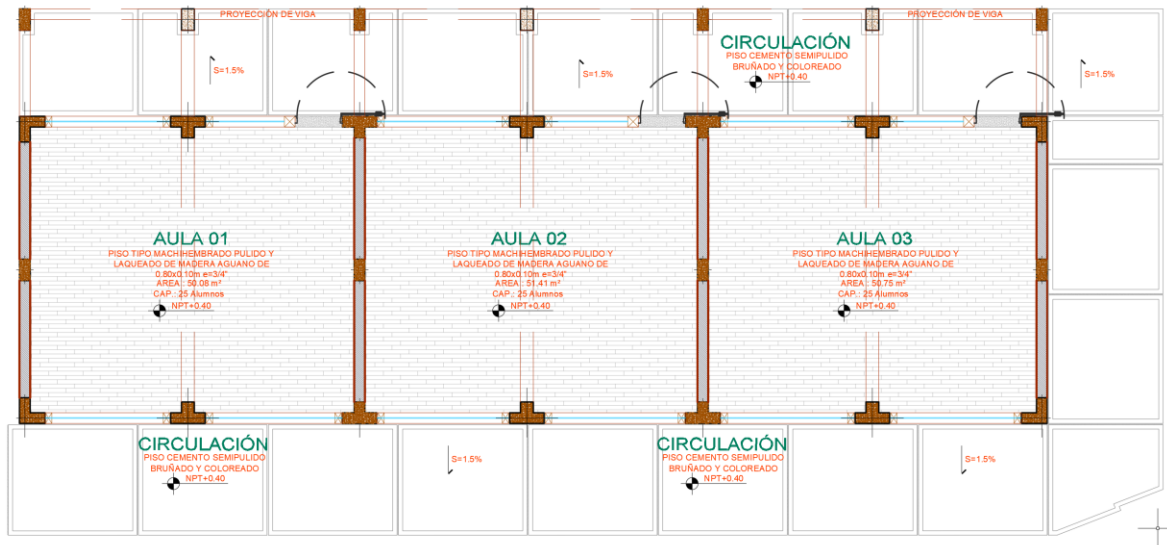 PROYECCIÓN DE VIGA
PROYECCIÓN DE VIGA
CIRCULACIÓN
PISO CEMENTO SEMIPULIDO
BRUÑADO Y COLOREADO
NPT+0.40
S=1.5%
S=1.5%
S=1.5%
AULA 01
PISO TIPO MACHIHEMBRADO PULIDO Y
LAQUEADO DE MADERA AGUANO DE
0.80x0.10m e=3/4"
AREA : 50.08 m²
CAP.: 25 Alumnos
NPT+0.40
AULA 02
PISO TIPO MACHIHEMBRADO PULIDO Y
LAQUEADO DE MADERA AGUANO DE
0.80x0.10m e=3/4"
AREA : 51.41 m²
CAP.: 25 Alumnos
NPT+0.40
AULA 03
PISO TIPO MACHIHEMBRADO PULIDO Y
LAQUEADO DE MADERA AGUANO DE
0.80x0.10m e=3/4"
AREA : 50.75 m²
CAP.: 25 Alumnos
NPT+0.40
CIRCULACIÓN
PISO CEMENTO SEMIPULIDO
BRUÑADO Y COLOREADO
NPT+0.40
S=1.5%
CIRCULACIÓN
PISO CEMENTO SEMIPULIDO
BRUÑADO Y COLOREADO
NPT+0.40
S=1.5%